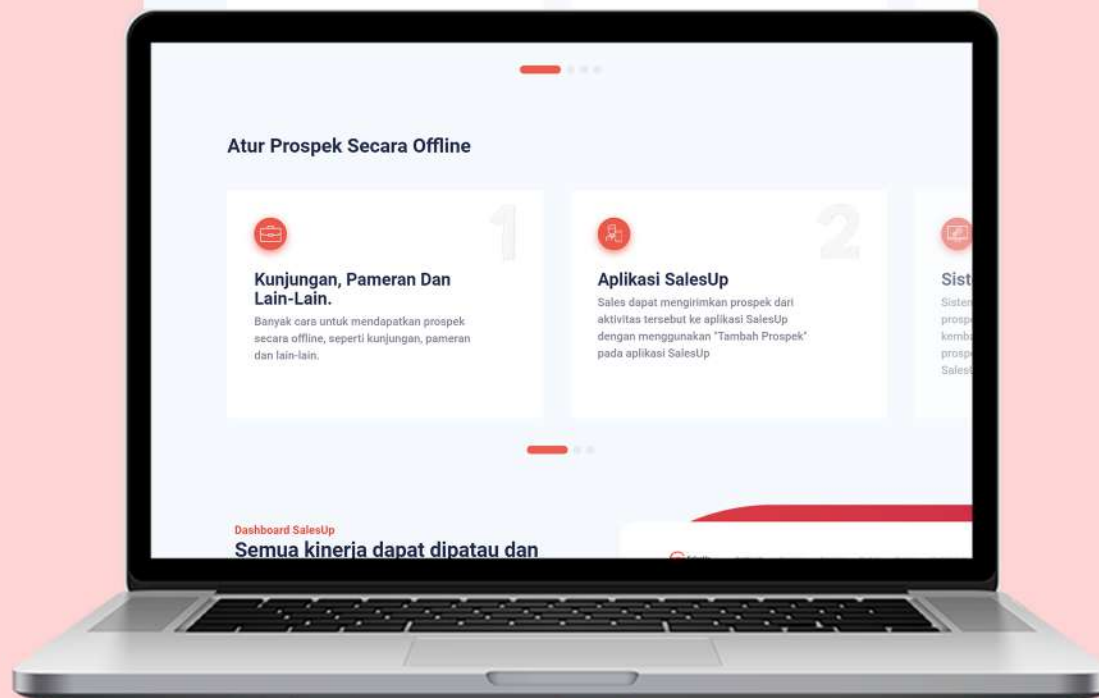 Atur Prospek Secara Offline
1
Kunjungan, Pameran Dan
Lain-Lain.
Banyak cara untuk mendapatkan prospek
secara offline, seperti kunjungan, pameran
dan lain-lain.
2
Aplikasi SalesUp
Sales dapat mengirimkan prospek dari
aktivitas tersebut ke aplikasi SalesUp
dengan menggunakan "Tambah Prospek"
pada aplikasi SalesUp
Dashboard SalesUp
Semua kinerja dapat dipatau dan